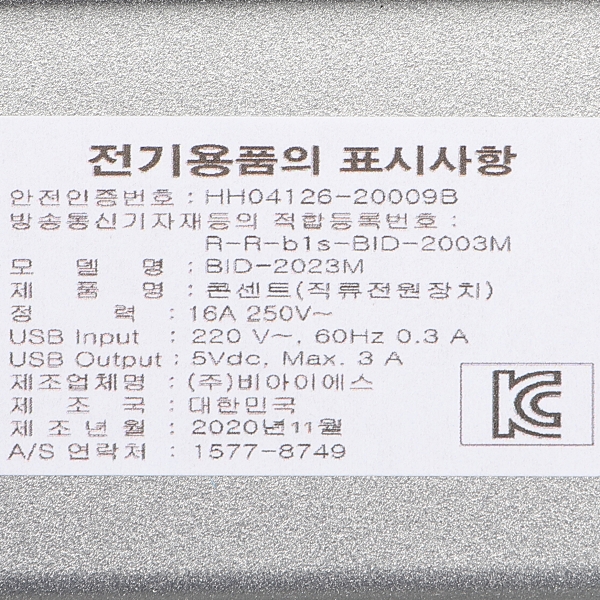 전기용품의 표시사항
안전인증번호 : HH04126-20009B
방송통신기자재등의 적합등록번호 :
R-R-b1s-BID-2003M
모 델 명 : BID-2023M
제 품 명 : 콘센트(직류전원장치)
정 력 : 16A 250V~
USB Input : 220 V~, 60Hz 0.3 A
USB Output : 5Vdc, Max. 3 A
제조업체명 : (주)비아이에스
제 조 국 : 대한민국
제 조 년 월 : 2020년11월
A/S 연락처 : 1577-8749
KC